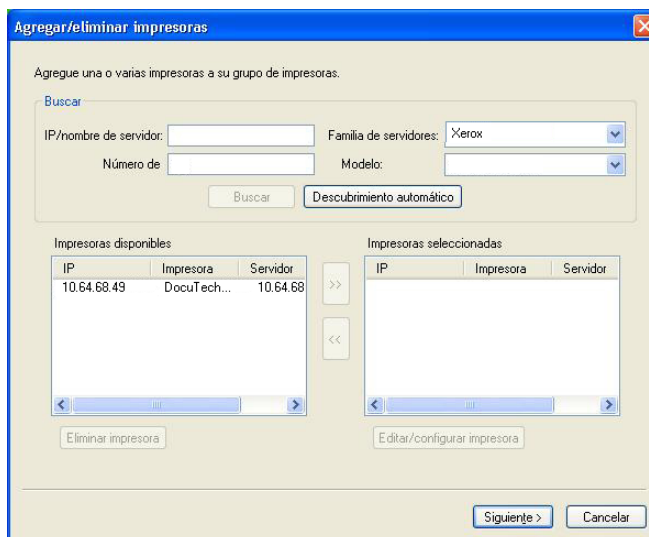 Agregar/eliminar impresoras
Agregue una o varias impresoras a su grupo de impresoras.
Buscar
IP/nombre de servidor:
Familia de servidores: Xerox
Número de
Modelo:
Buscar
Descubrimiento automático
Impresoras disponibles
IP Impresora Servidor
10.64.68.49 DocuTech... 10.64.68
>>
<<
Impresoras seleccionadas
IP Impresora Servidor
Eliminar impresora
Editar/configurar impresora
Siguiente >
Cancelar